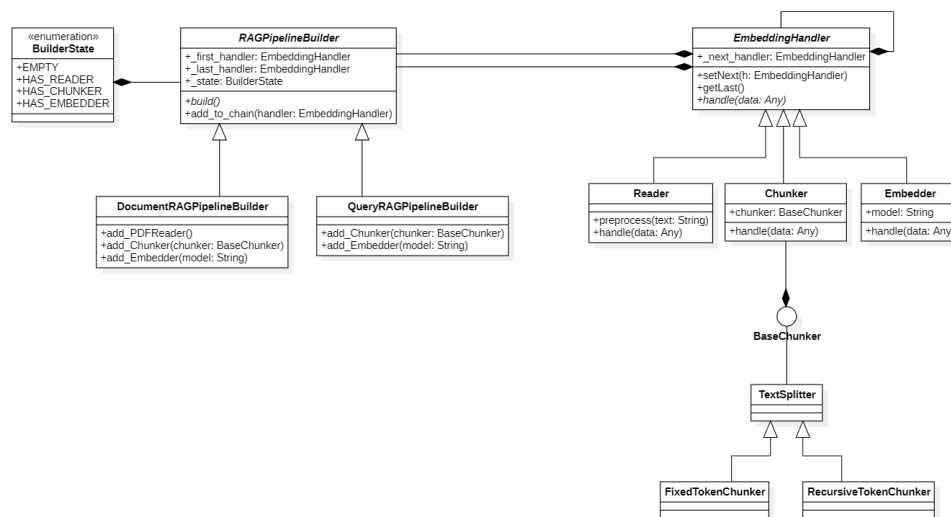 «enumeration»
BuilderState
+EMPTY
+HAS_READER
+HAS_CHUNKER
+HAS_EMBEDDER
RAGPipelineBuilder
+_first_handler: EmbeddingHandler
+_last_handler: EmbeddingHandler
+_state: BuilderState
+build()
+add_to_chain(handler: EmbeddingHandler)
EmbeddingHandler
+_next_handler: EmbeddingHandler
+setNext(h: EmbeddingHandler)
+getLast()
+handle(data: Any)
DocumentRAGPipelineBuilder
+add_PDFReader()
+add_Chunker(chunker: BaseChunker)
+add_Embedder(model: String)
QueryRAGPipelineBuilder
+add_Chunker(chunker: BaseChunker)
+add_Embedder(model: String)
Reader
+preprocess(text: String)
+handle(data: Any)
Chunker
+chunker: BaseChunker
+handle(data: Any)
Embedder
+model: String
+handle(data: Any)
BaseChunker
TextSplitter
FixedTokenChunker
RecursiveTokenChunker